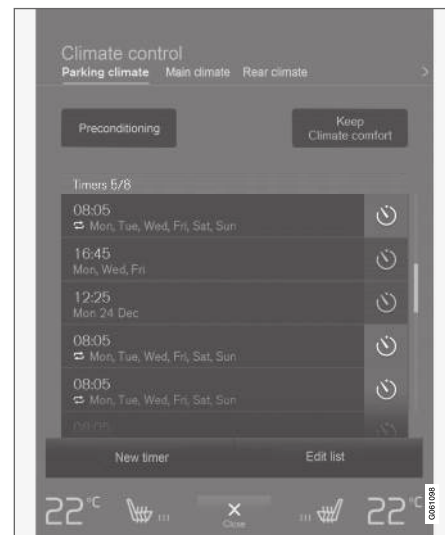 Climate control
Parking climate Main climate Rear climate
Preconditioning
Keep
Climate comfort
Timers 5/8
08:05
Mon, Tue, Wed, Fri, Sat, Sun
16:45
Mon, Wed, Fri
12:25
Mon 24 Dec
08:05
Mon, Tue, Wed, Fri, Sat, Sun
08:05
Mon, Tue, Wed, Fri, Sat, Sun
08:05
New timer Edit list
22°C
Close
22°C
G061098